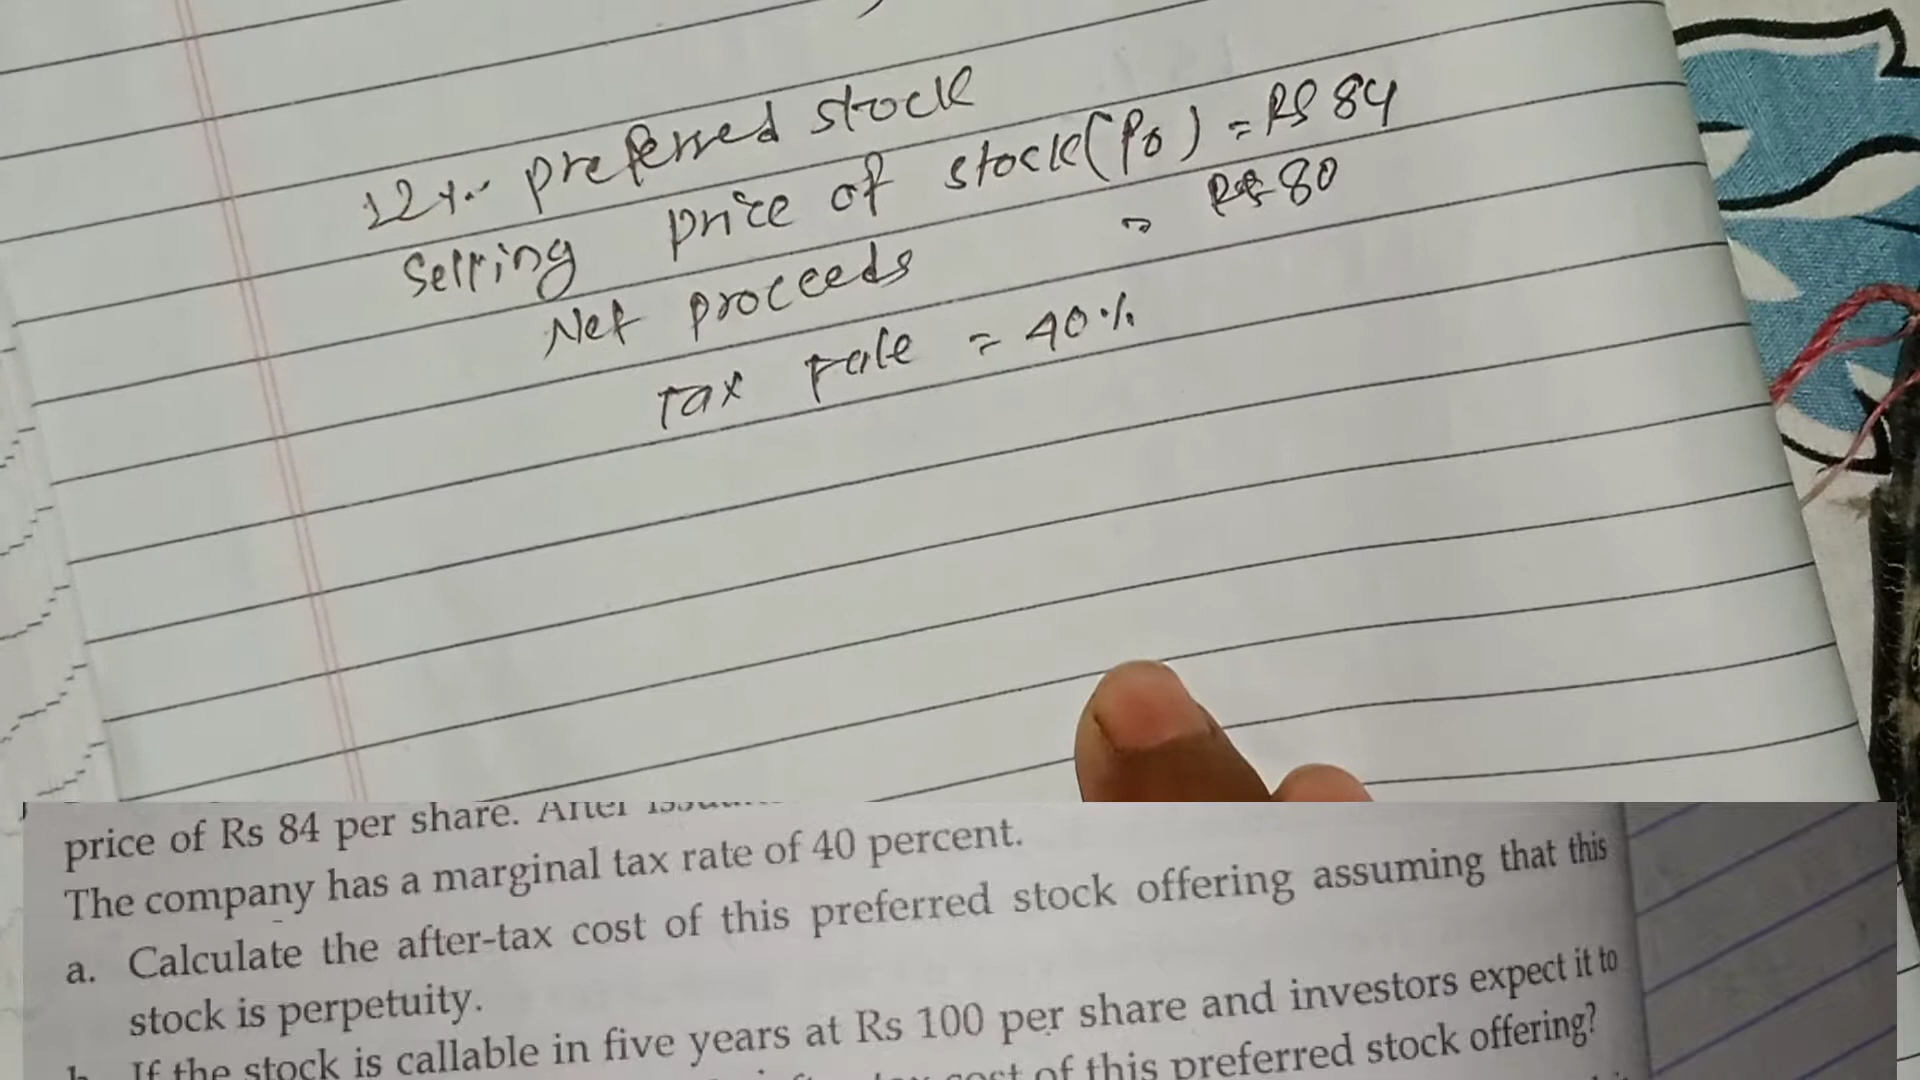 12%. preferred stock
Selling price of stock (P0) = RS 84
Net proceeds = RS 80
Tax rate = 40%
price of Rs 84 per share. After
The company has a marginal tax rate of 40 percent.
a. Calculate the after-tax cost of this preferred stock offering assuming that this
stock is perpetuity.
If the stock is callable in five years at Rs 100 per share and investors expect it to
cost of this preferred stock offering?